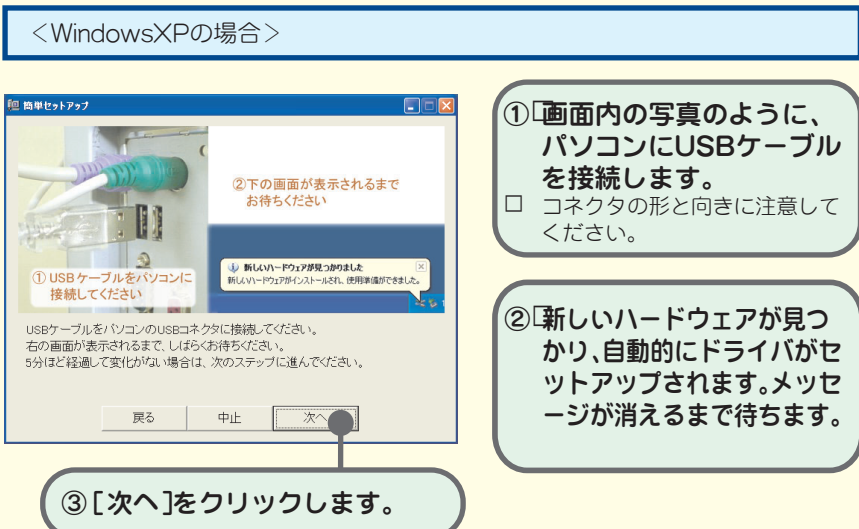 ＜WindowsXPの場合＞
簡単セットアップ
②下の画面が表示されるまで
お待ちください
① USBケーブルをパソコンに
接続してください
新しいハードウェアが見つかりました
新しいハードウェアがインストールされ、使用準備ができました。
USBケーブルをパソコンのUSBコネクタに接続してください。
右の画面が表示されるまで、しばらくお待ちください。
5分ほど経過して変化がない場合は、次のステップに進んでください。
戻る
中止
次へ
①画面内の写真のように、
パソコンにUSBケーブル
を接続します。
□ コネクタの形と向きに注意して
ください。
②新しいハードウェアが見つ
かり、自動的にドライバがセ
ットアップされます。メッセ
ージが消えるまで待ちます。
③［次へ］をクリックします。